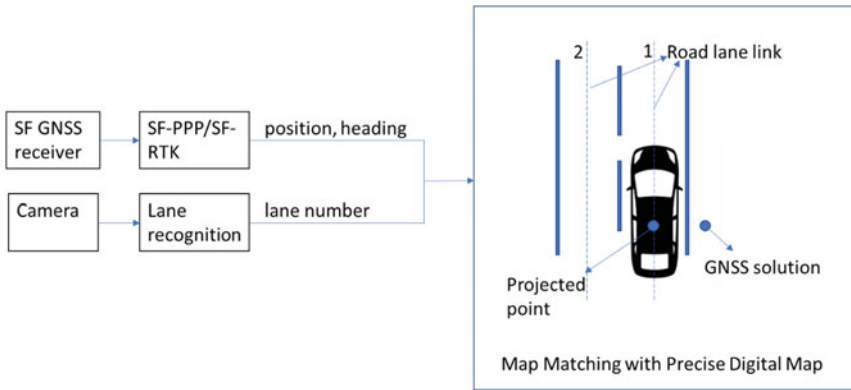 SF GNSS
receiver
SF-PPP/SF-
RTK
position, heading
Camera
Lane
recognition
lane number
2
1
Road lane link
Projected
point
GNSS solution
Map Matching with Precise Digital Map